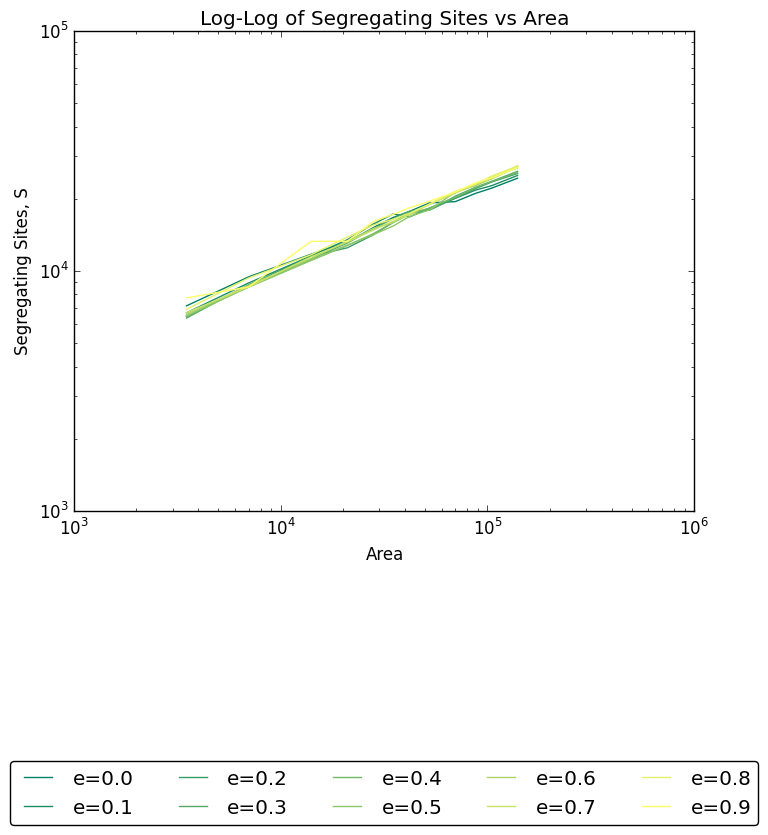 Log-Log of Segregating Sites vs Area
10^5
10^4
10^3
Segregating Sites, S
10^3 10^4 10^5 10^6
Area
e=0.0 e=0.2 e=0.4 e=0.6 e=0.8
e=0.1 e=0.3 e=0.5 e=0.7 e=0.9